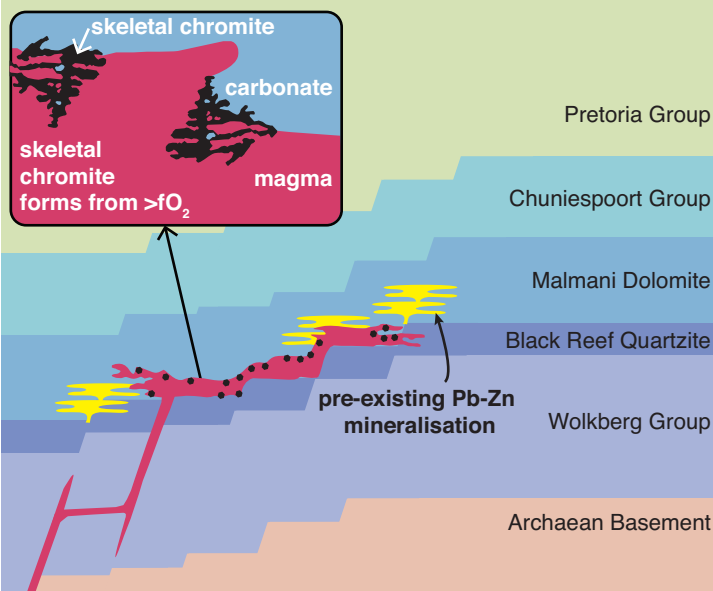 skeletal chromite
carbonate
skeletal
chromite
forms from >fO₂
magma
Pretoria Group
Chuniespoort Group
Malmani Dolomite
Black Reef Quartzite
pre-existing Pb-Zn
mineralisation
Wolkberg Group
Archaean Basement